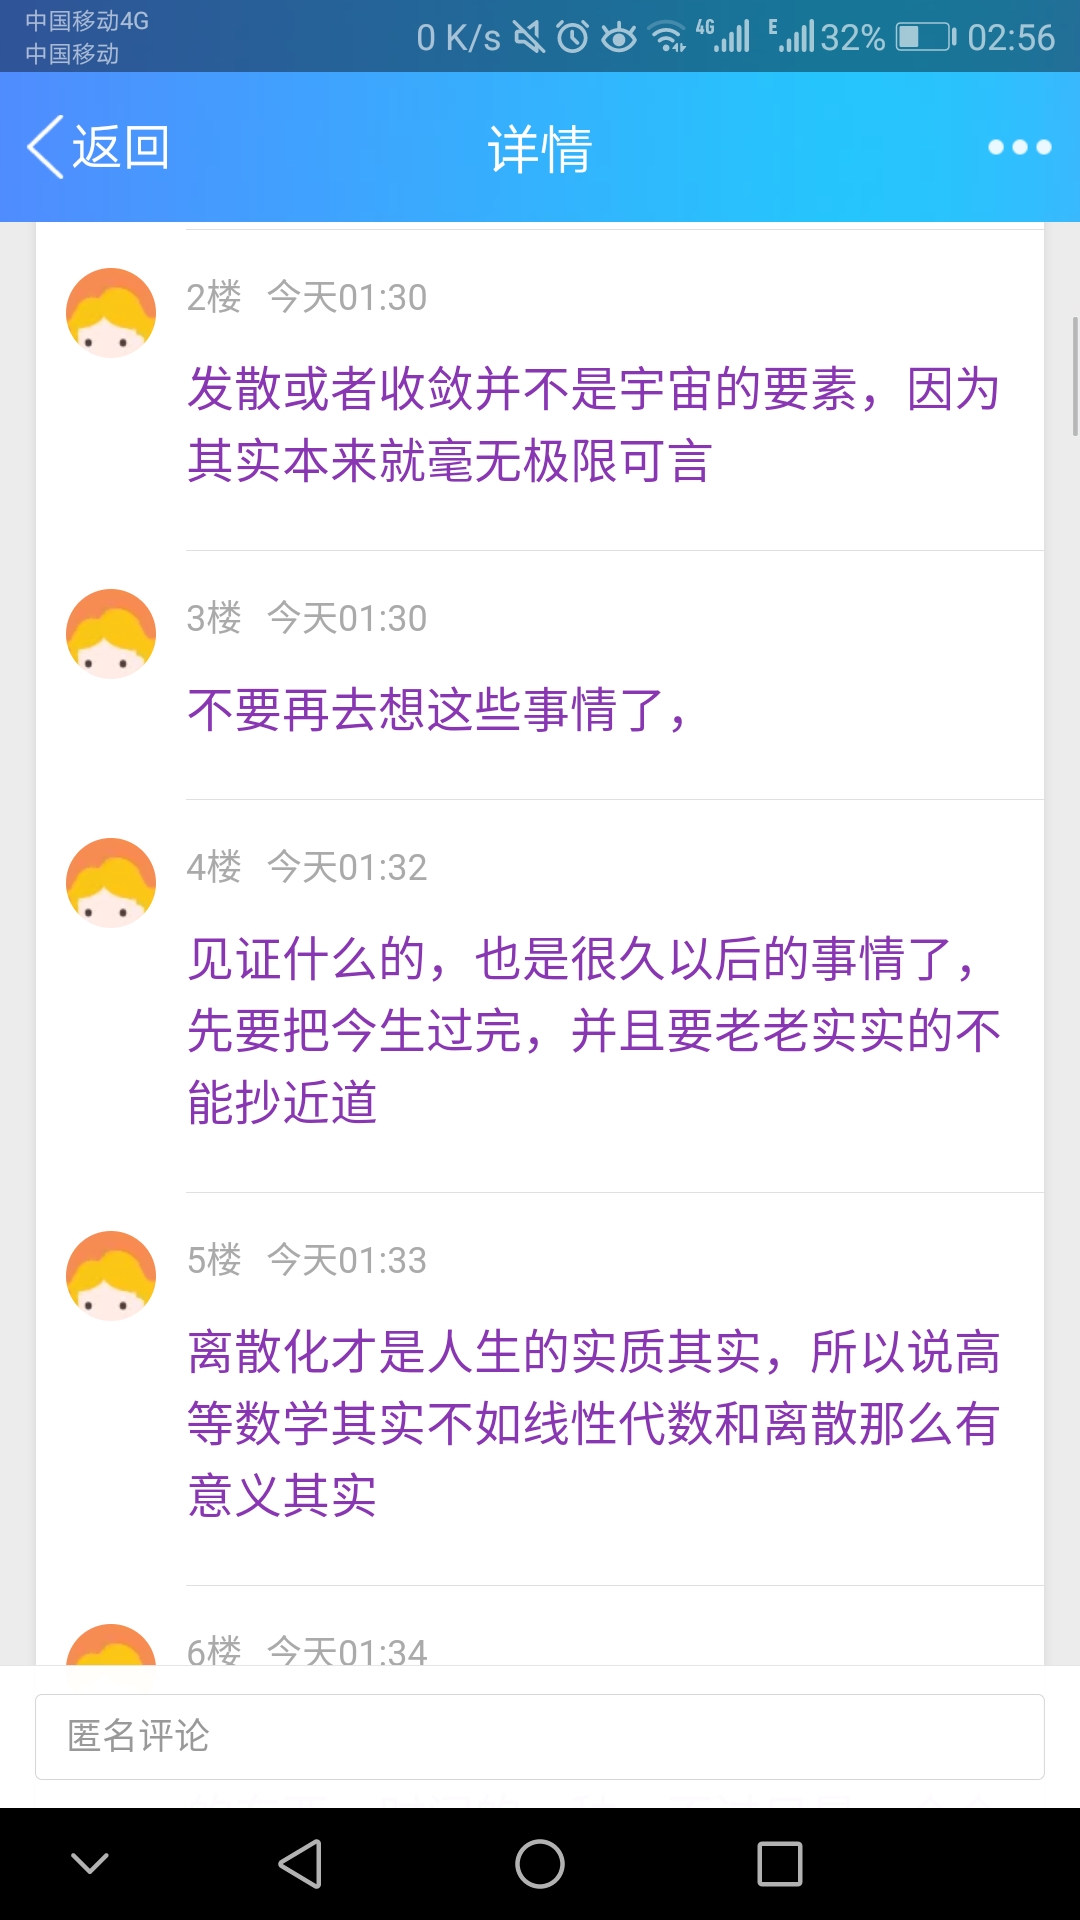 中国移动4G
中国移动
0 K/s 4G E 32% 02:56
返回 详情
2楼 今天01:30
发散或者收敛并不是宇宙的要素，因为
其实本来就毫无极限可言
3楼 今天01:30
不要再去想这些事情了，
4楼 今天01:32
见证什么的，也是很久以后的事情了，
先要把今生过完，并且要老老实实的不
能抄近道
5楼 今天01:33
离散化才是人生的实质其实，所以说高
等数学其实不如线性代数和离散那么有
意义其实
6楼 今天01:34
匿名评论